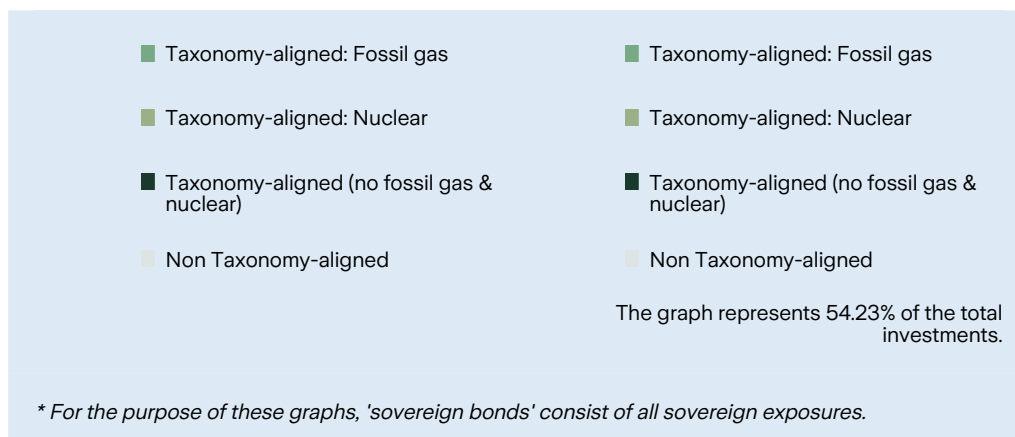 Taxonomy-aligned: Fossil gas
Taxonomy-aligned: Nuclear
Taxonomy-aligned (no fossil gas &
nuclear)
Non Taxonomy-aligned
Taxonomy-aligned: Fossil gas
Taxonomy-aligned: Nuclear
Taxonomy-aligned (no fossil gas &
nuclear)
Non Taxonomy-aligned
The graph represents 54.23% of the total
investments.
* For the purpose of these graphs, 'sovereign bonds' consist of all sovereign exposures.